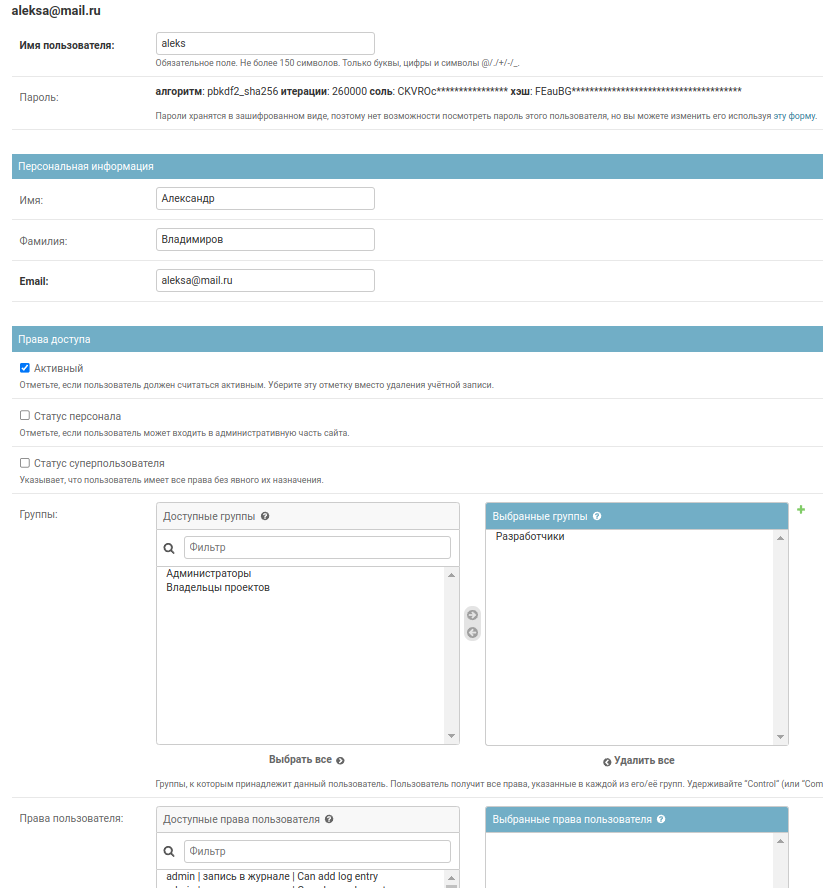 aleksa@mail.ru
Имя пользователя: aleks
Обязательное поле. Не более 150 символов. Только буквы, цифры и символы @/./+/-/_.
Пароль: алгоритм: pbkdf2_sha256 итерации: 260000 соль: CKVROc**************** хэш: FEauBG**************************************
Пароли хранятся в зашифрованном виде, поэтому нет возможности посмотреть пароль этого пользователя, но вы можете изменить его используя эту форму.
Персональная информация
Имя: Александр
Фамилия: Владимиров
Email: aleksa@mail.ru
Права доступа
Активный
Отметьте, если пользователь должен считаться активным. Уберите эту отметку вместо удаления учётной записи.
Статус персонала
Отметьте, если пользователь может входить в административную часть сайта.
Статус суперпользователя
Указывает, что пользователь имеет все права без явного их назначения.
Группы: Доступные группы Выбранные группы
Фильтр Разработчики
Администраторы
Владельцы проектов
Выбрать все Удалить все
Группы, к которым принадлежит данный пользователь. Пользователь получит все права, указанные в каждой из его/её групп. Удерживайте "Control" (или "Com
Права пользователя: Доступные права пользователя Выбранные права пользователя
Фильтр
admin | запись в журнале | Can add log entry